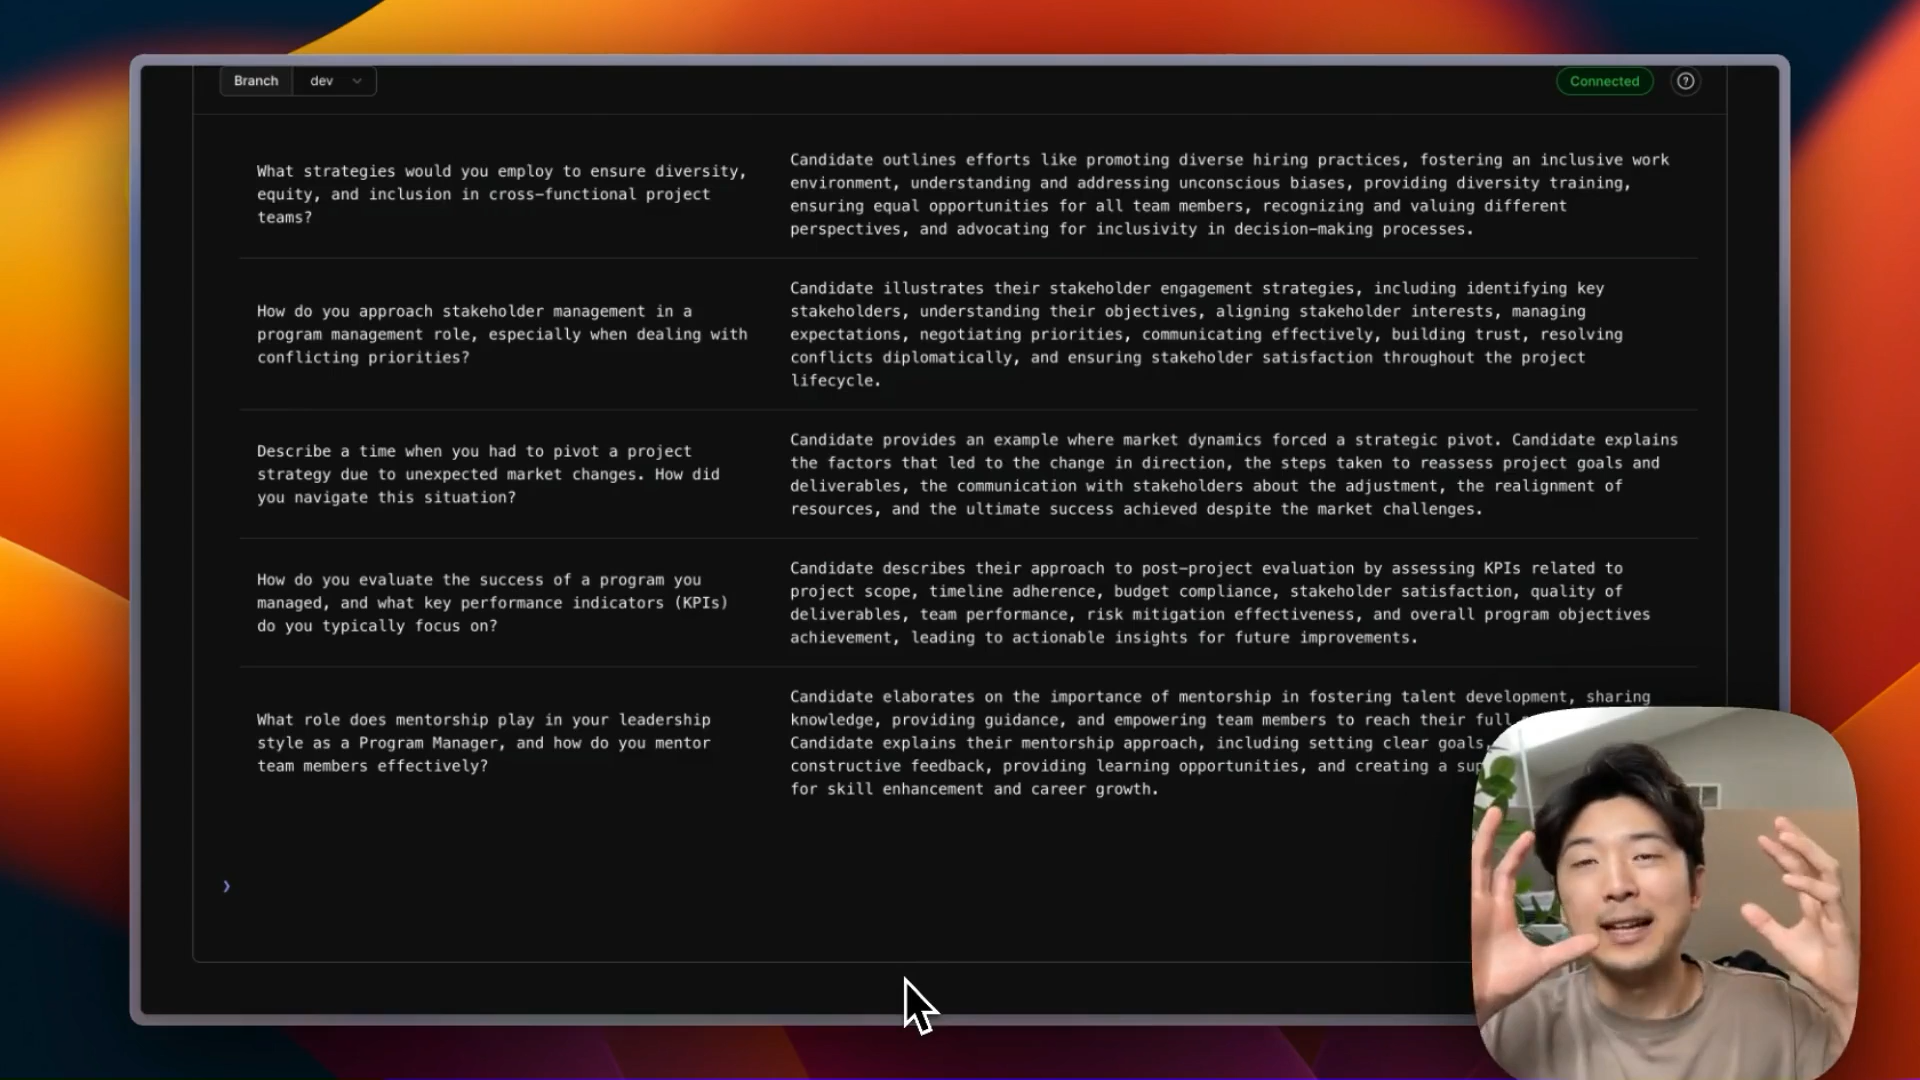 Branch dev Connected
What strategies would you employ to ensure diversity,
equity, and inclusion in cross-functional project
teams?
Candidate outlines efforts like promoting diverse hiring practices, fostering an inclusive work
environment, understanding and addressing unconscious biases, providing diversity training,
ensuring equal opportunities for all team members, recognizing and valuing different
perspectives, and advocating for inclusivity in decision-making processes.
How do you approach stakeholder management in a
program management role, especially when dealing with
conflicting priorities?
Candidate illustrates their stakeholder engagement strategies, including identifying key
stakeholders, understanding their objectives, aligning stakeholder interests, managing
expectations, negotiating priorities, communicating effectively, building trust, resolving
conflicts diplomatically, and ensuring stakeholder satisfaction throughout the project
lifecycle.
Describe a time when you had to pivot a project
strategy due to unexpected market changes. How did
you navigate this situation?
Candidate provides an example where market dynamics forced a strategic pivot. Candidate explains
the factors that led to the change in direction, the steps taken to reassess project goals and
deliverables, the communication with stakeholders about the adjustment, the realignment of
resources, and the ultimate success achieved despite the market challenges.
How do you evaluate the success of a program you
managed, and what key performance indicators (KPIs)
do you typically focus on?
Candidate describes their approach to post-project evaluation by assessing KPIs related to
project scope, timeline adherence, budget compliance, stakeholder satisfaction, quality of
deliverables, team performance, risk mitigation effectiveness, and overall program objectives
achievement, leading to actionable insights for future improvements.
What role does mentorship play in your leadership
style as a Program Manager, and how do you mentor
team members effectively?
Candidate elaborates on the importance of mentorship in fostering talent development, sharing
knowledge, providing guidance, and empowering team members to reach their full
Candidate explains their mentorship approach, including setting clear goals,
constructive feedback, providing learning opportunities, and creating a
for skill enhancement and career growth.